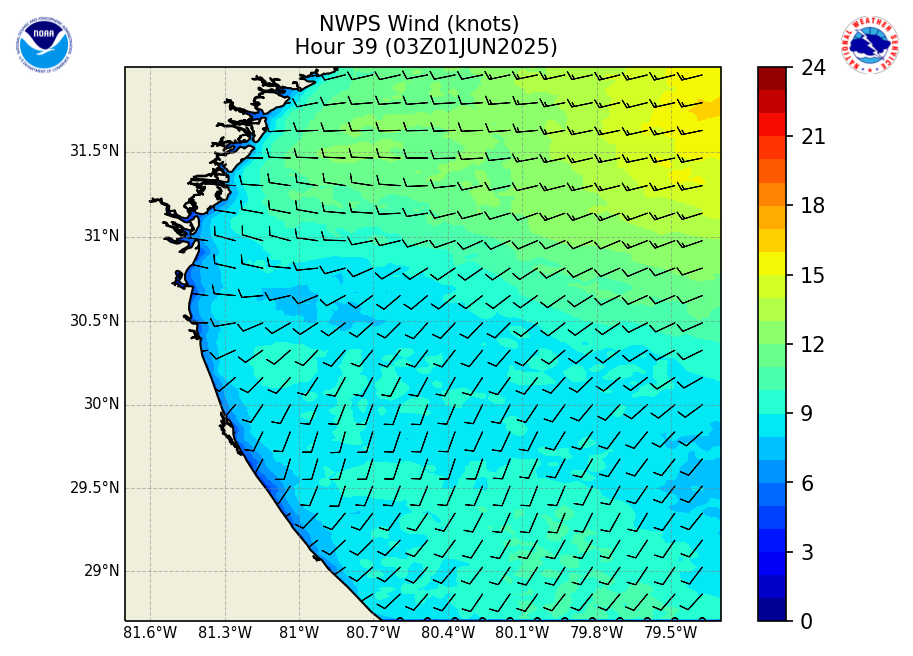 NWPS Wind (knots)
Hour 39 (03Z01JUN2025)
NOAA
NATIONAL WEATHER SERVICE
31.5°N
31°N
30.5°N
30°N
29.5°N
29°N
81.6°W 81.3°W 81°W 80.7°W 80.4°W 80.1°W 79.8°W 79.5°W
24
21
18
15
12
9
6
3
0